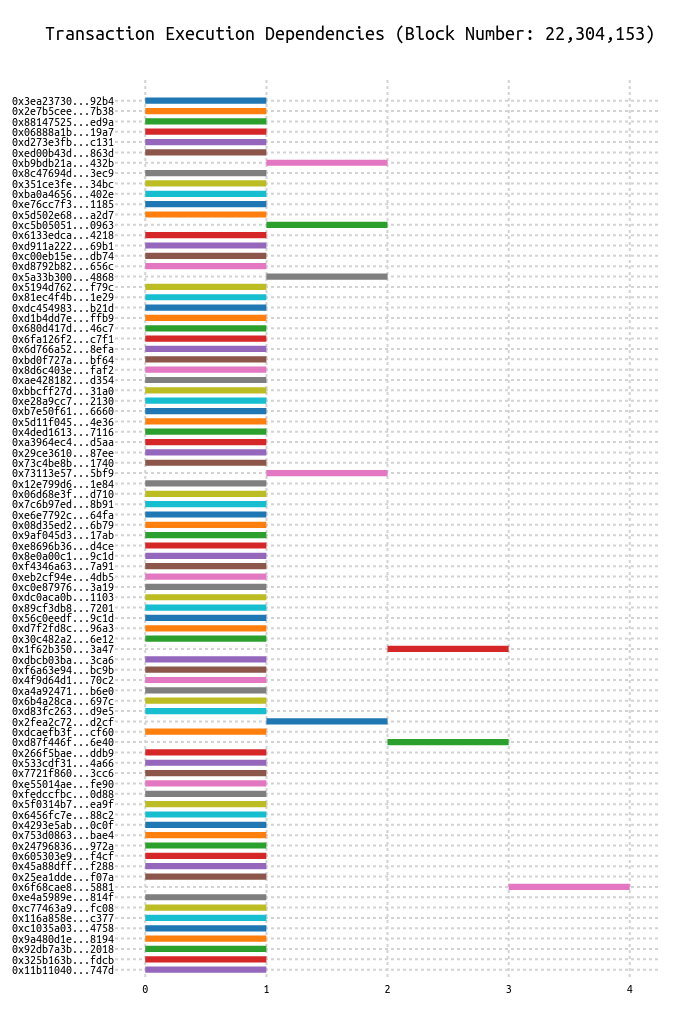 Transaction Execution Dependencies (Block Number: 22,304,153)
0x3ea23730...92b4
0x2e7b5cee...7b38
0x88147525...ed9a
0x06888a1b...19a7
0xd273e3fb...c131
0xed00b43d...863d
0xb9bdb21a...432b
0x8c47694d...3ec9
0x351ce3fe...34bc
0xba0a4656...402e
0xe76cc7f3...1185
0x5d502e68...a2d7
0xc5b05051...0963
0x6133edca...4218
0xd911a222...69b1
0xc00eb15e...db74
0xd8792b82...656c
0x5a33b300...4868
0x5194d762...f79c
0x81ec4f4b...1e29
0xdc454983...b21d
0xd1b4dd7e...ffb9
0x680d417d...46c7
0x6fa126f2...c7f1
0x6d766a52...8efa
0xbd0f727a...bf64
0x8d6c403e...faf2
0xae428182...d354
0xbbcff27d...31a0
0xe28a9cc7...2130
0xb7e50f61...6660
0x5d11f045...4e36
0x4ded1613...7116
0xa3964ec4...d5aa
0x29ce3610...87ee
0x73c4be8b...1740
0x73113e57...5bf9
0x12e799d6...1e84
0x06d68e3f...d710
0x7c6b97ed...8b91
0xe6e7792c...64fa
0x08d35ed2...6b79
0x9af045d3...17ab
0xe8696b36...d4ce
0x8e0a00c1...9c1d
0xf4346a63...7a91
0xeb2cf94e...4db5
0xc0e87976...3a19
0xdc0aca0b...1103
0x89cf3db8...7201
0x56c0eedf...9c1d
0xd7f2fd8c...96a3
0x30c482a2...6e12
0x1f62b350...3a47
0xdbcb03ba...3ca6
0xf6a63e94...bc9b
0x4f9d64d1...70c2
0xa4a92471...b6e0
0x6b4a28ca...697c
0xd83fc263...d9e5
0x2fea2c72...d2cf
0xdcaefb3f...cf60
0xd87f446f...6e40
0x266f5bae...ddb9
0x533cdf31...4a66
0x7721f860...3cc6
0xe55014ae...fe90
0xfedccfbc...0d88
0x5f0314b7...ea9f
0x6456fc7e...88c2
0x4293e5ab...0c0f
0x753d0863...bae4
0x24796836...972a
0x605303e9...f4cf
0x45a88dff...f288
0x25ea1dde...f07a
0x6f68cae8...5881
0xe4a5989e...814f
0xc77463a9...fc08
0x116a858e...c377
0xc1035a03...4758
0x9a480d1e...8194
0x92db7a3b...2018
0x325b163b...fdcb
0x11b11040...747d
0 1 2 3 4